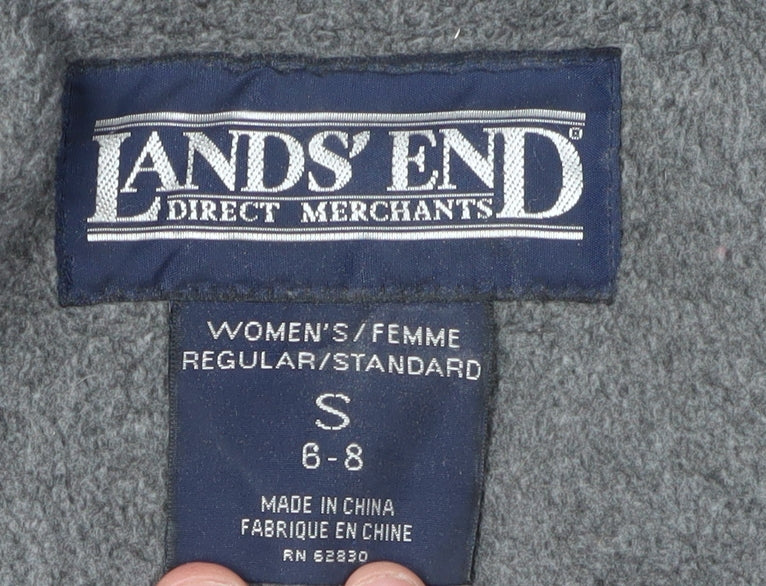 LANDS' END®
DIRECT MERCHANTS
WOMEN'S/FEMME
REGULAR/STANDARD
S
6-8
MADE IN CHINA
FABRIQUE EN CHINE
RN 62830